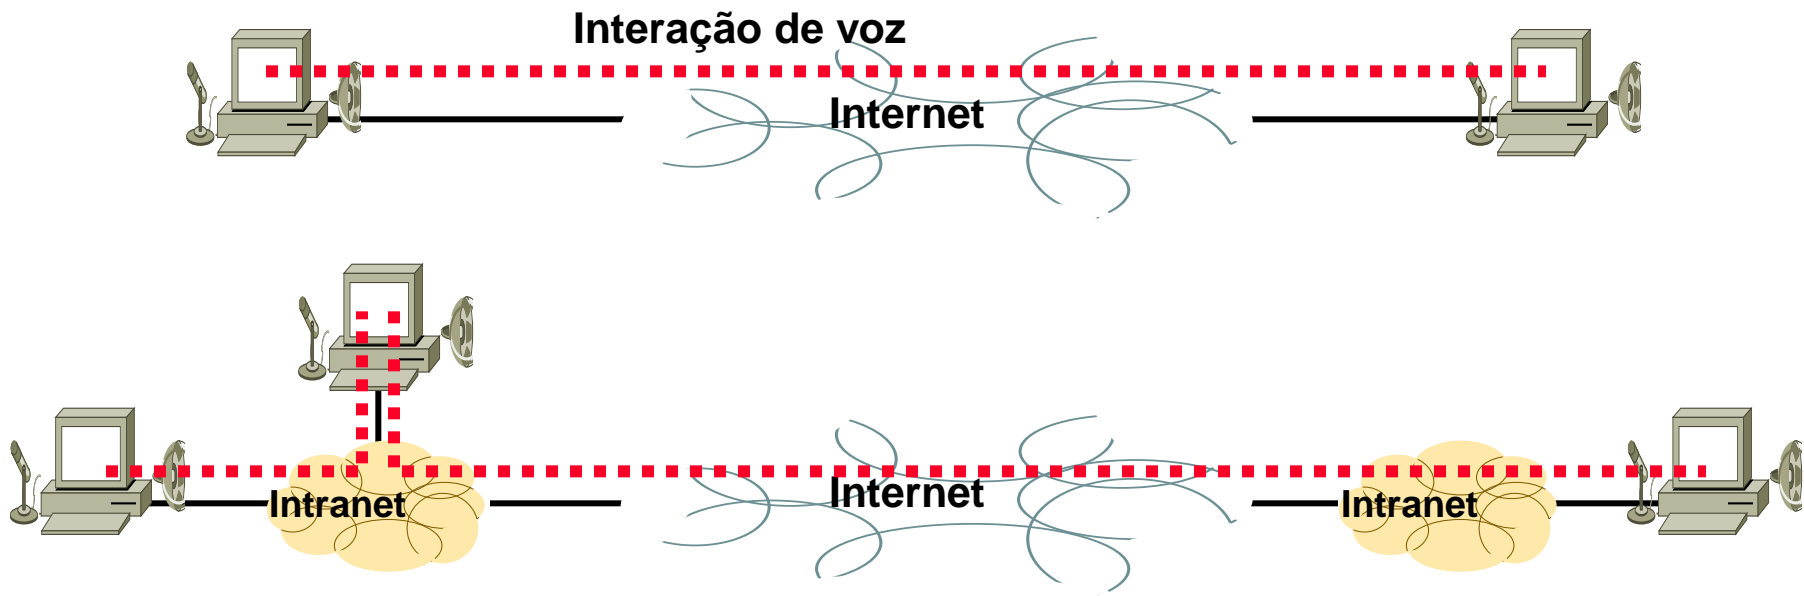 Interação de voz
Internet
Intranet
Internet
Intranet